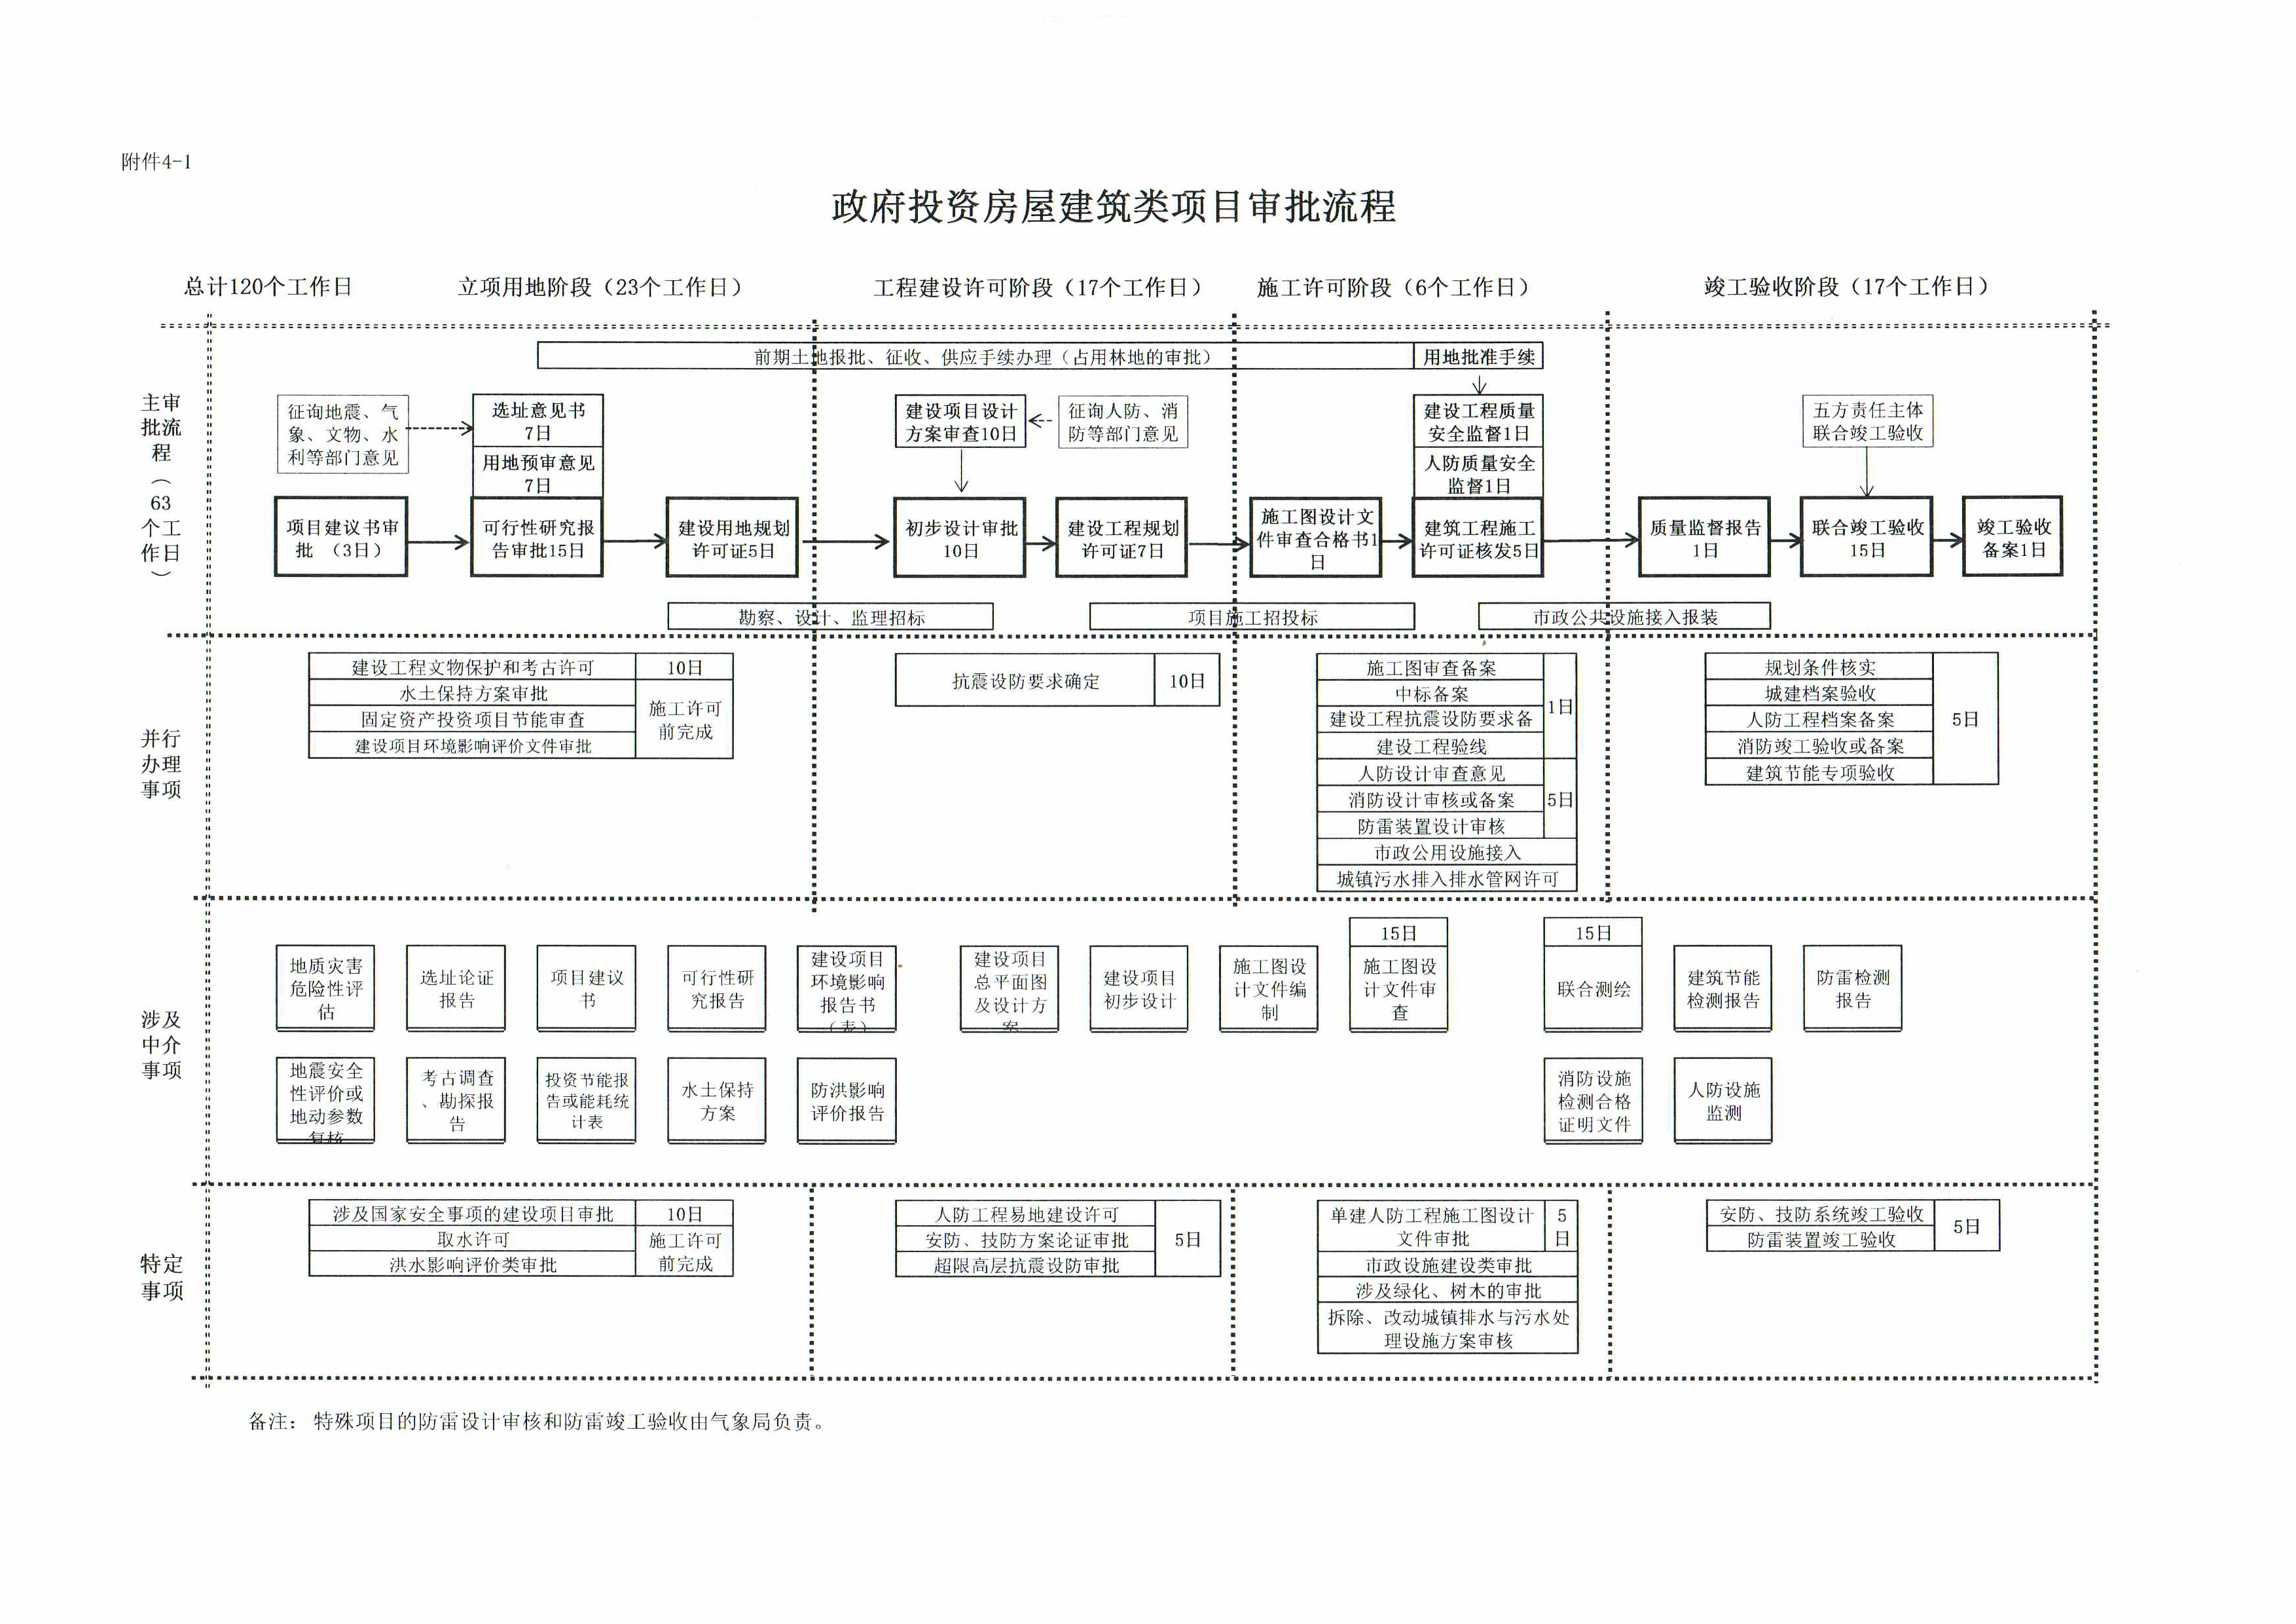 附件4-1
政府投资房屋建筑类项目审批流程
总计120个工作日
立项用地阶段（23个工作日）
工程建设许可阶段（17个工作日）
施工许可阶段（6个工作日）
竣工验收阶段（17个工作日）
主审
批流
程
（
63
个工
作日
）
前期土地报批、征收、供应手续办理（占用林地的审批）
用地批准手续
征询地震、气
象、文物、水
利等部门意见
选址意见书
7日
用地预审意见
7日
建设项目设计
方案审查10日
征询人防、消
防等部门意见
建设工程质量
安全监督1日
人防质量安全
监督1日
五方责任主体
联合竣工验收
项目建议书审
批 （3日）
可行性研究报
告审批15日
建设用地规划
许可证5日
初步设计审批
10日
建设工程规划
许可证7日
施工图设计文
件审查合格书1
日
建筑工程施工
许可证核发5日
质量监督报告
1日
联合竣工验收
15日
竣工验收
备案1日
勘察、设计、监理招标
项目施工招投标
市政公共设施接入报装
并行
办理
事项
建设工程文物保护和考古许可
10日
水土保持方案审批
固定资产投资项目节能审查
建设项目环境影响评价文件审批
施工许可
前完成
抗震设防要求确定
10日
施工图审查备案
中标备案
建设工程抗震设防要求备
建设工程验线
1日
人防设计审查意见
消防设计审核或备案
防雷装置设计审核
5日
市政公用设施接入
城镇污水排入排水管网许可
规划条件核实
城建档案验收
人防工程档案备案
消防竣工验收或备案
建筑节能专项验收
5日
涉及
中介
事项
地质灾害
危险性评
估
选址论证
报告
项目建议
书
可行性研
究报告
建设项目
环境影响
报告书
（表）
建设项目
总平面图
及设计方
案
建设项目
初步设计
施工图设
计文件编
制
15日
施工图设
计文件审
查
15日
联合测绘
建筑节能
检测报告
防雷检测
报告
地震安全
性评价或
地动参数
复核
考古调查
、勘探报
告
投资节能报
告或能耗统
计表
水土保持
方案
防洪影响
评价报告
消防设施
检测合格
证明文件
人防设施
监测
特定
事项
涉及国家安全事项的建设项目审批
10日
取水许可
洪水影响评价类审批
施工许可
前完成
人防工程易地建设许可
安防、技防方案论证审批
超限高层抗震设防审批
5日
单建人防工程施工图设计
文件审批
5
日
市政设施建设类审批
涉及绿化、树木的审批
拆除、改动城镇排水与污水处
理设施方案审核
安防、技防系统竣工验收
防雷装置竣工验收
5日
备注： 特殊项目的防雷设计审核和防雷竣工验收由气象局负责。